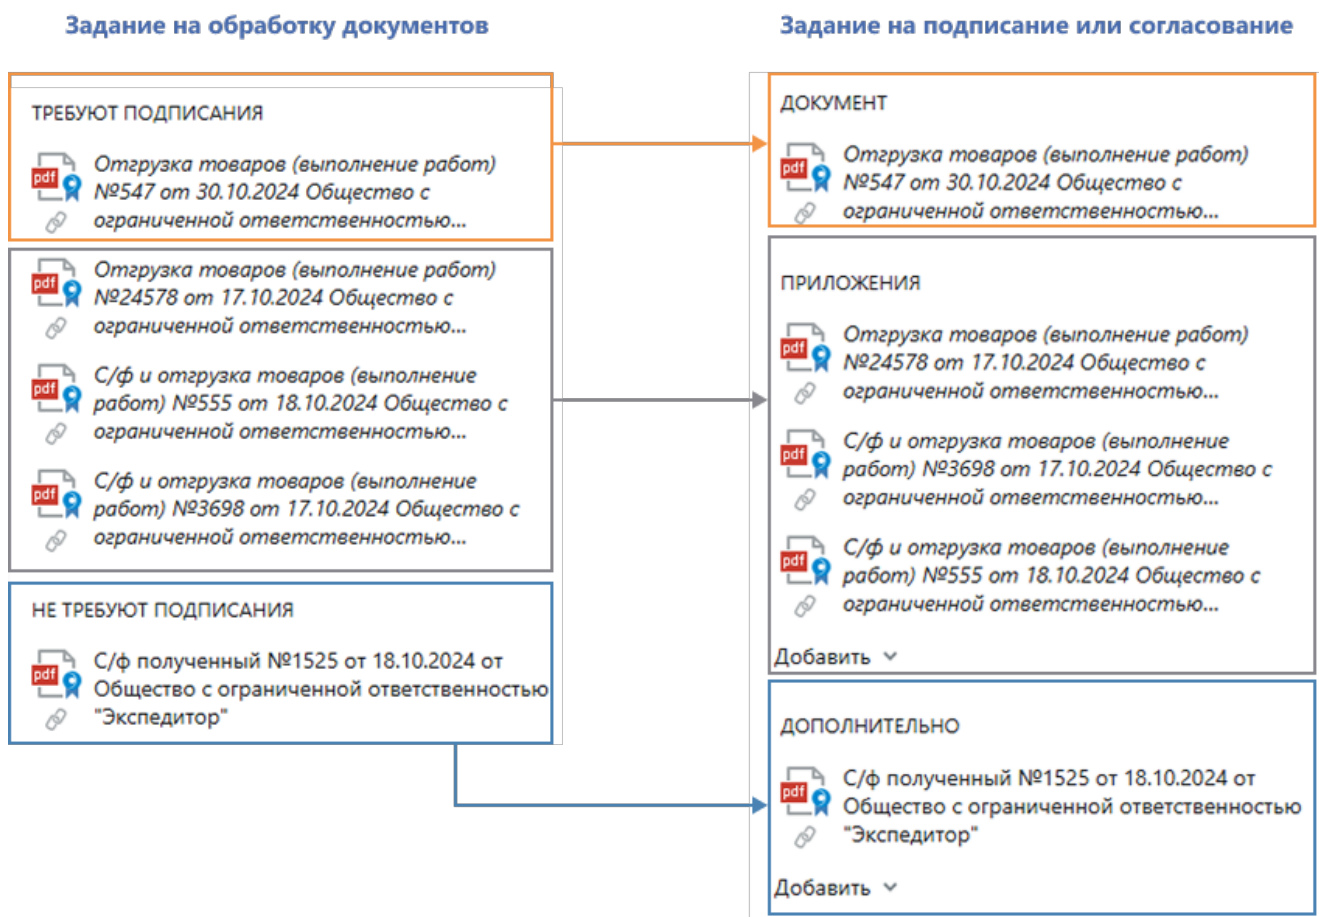 Задание на обработку документов
ТРЕБУЮТ ПОДПИСАНИЯ
pdf
Отгрузка товаров (выполнение работ)
№547 от 30.10.2024 Общество с
ограниченной ответственностью...
pdf
Отгрузка товаров (выполнение работ)
№24578 от 17.10.2024 Общество с
ограниченной ответственностью...
pdf
С/ф и отгрузка товаров (выполнение
работ) №555 от 18.10.2024 Общество с
ограниченной ответственностью...
pdf
С/ф и отгрузка товаров (выполнение
работ) №3698 от 17.10.2024 Общество с
ограниченной ответственностью...
НЕ ТРЕБУЮТ ПОДПИСАНИЯ
pdf
С/ф полученный №1525 от 18.10.2024 от
Общество с ограниченной ответственностью
"Экспедитор"
Задание на подписание или согласование
ДОКУМЕНТ
pdf
Отгрузка товаров (выполнение работ)
№547 от 30.10.2024 Общество с
ограниченной ответственностью...
ПРИЛОЖЕНИЯ
pdf
Отгрузка товаров (выполнение работ)
№24578 от 17.10.2024 Общество с
ограниченной ответственностью...
pdf
С/ф и отгрузка товаров (выполнение
работ) №3698 от 17.10.2024 Общество с
ограниченной ответственностью...
pdf
С/ф и отгрузка товаров (выполнение
работ) №555 от 18.10.2024 Общество с
ограниченной ответственностью...
Добавить
ДОПОЛНИТЕЛЬНО
pdf
С/ф полученный №1525 от 18.10.2024 от
Общество с ограниченной ответственностью
"Экспедитор"
Добавить